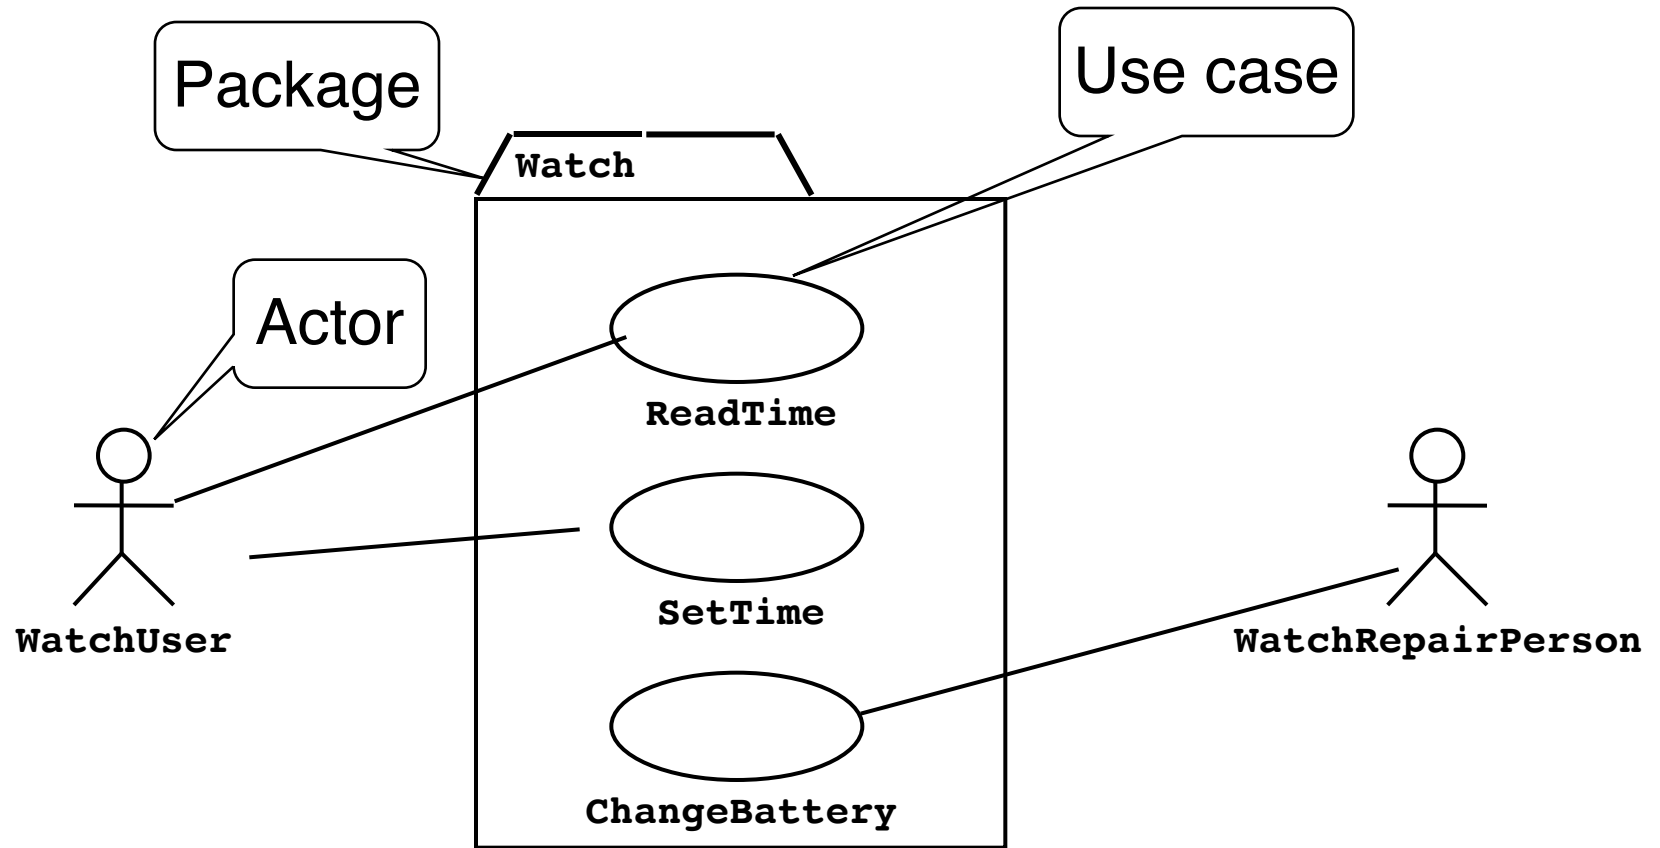 Package
Use case
Watch
Actor
ReadTime
SetTime
WatchUser
WatchRepairPerson
ChangeBattery